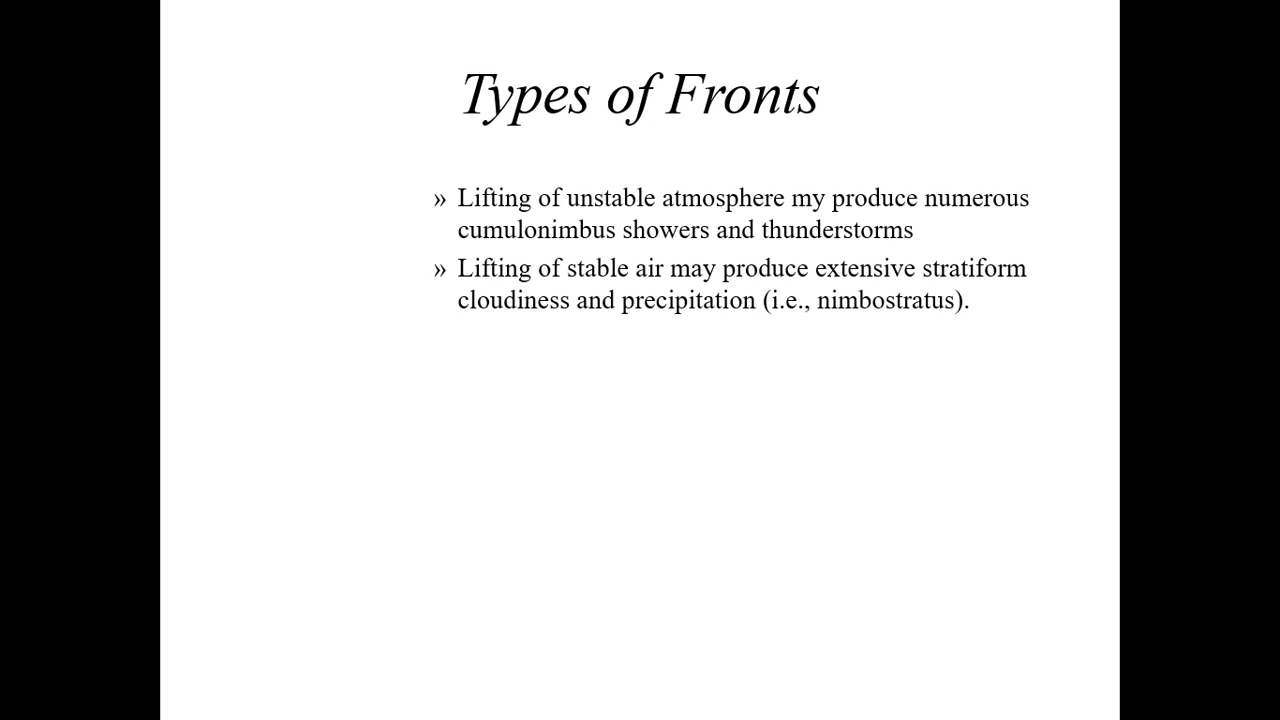 Types of Fronts
» Lifting of unstable atmosphere my produce numerous
cumulonimbus showers and thunderstorms
» Lifting of stable air may produce extensive stratiform
cloudiness and precipitation (i.e., nimbostratus).